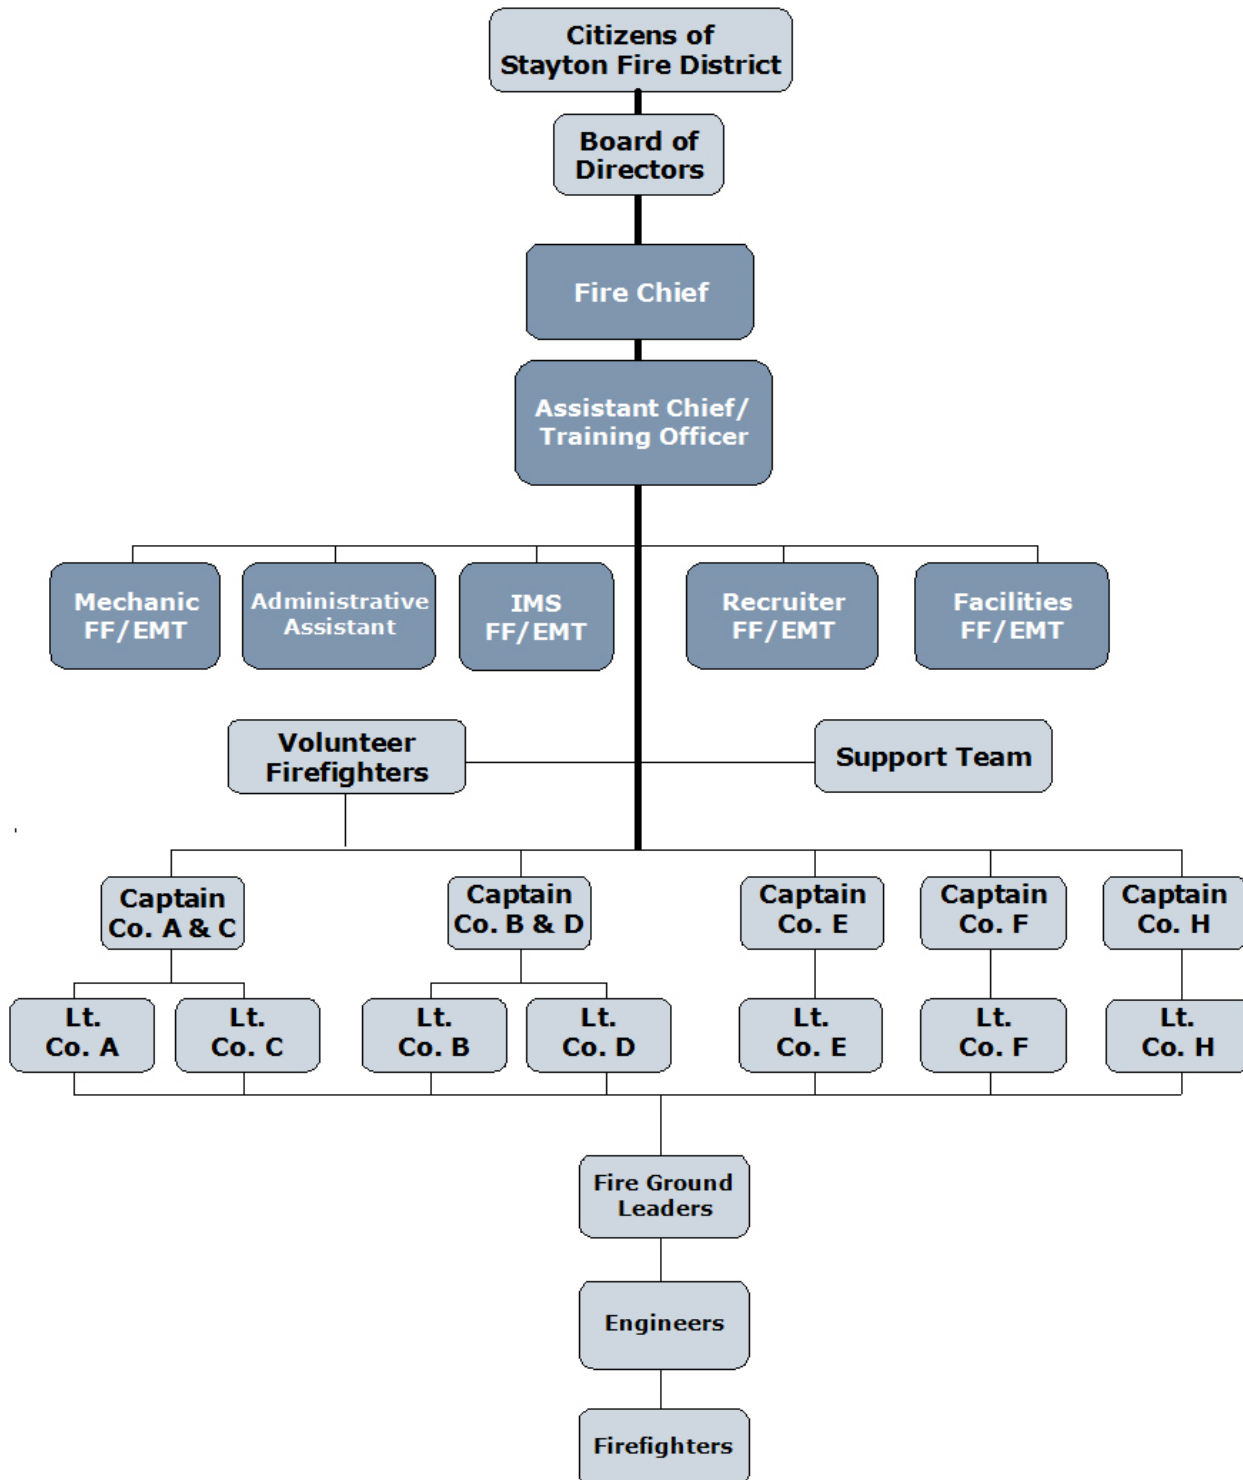 Citizens of
Stayton Fire District
Board of
Directors
Fire Chief
Assistant Chief/
Training Officer
Mechanic
FF/EMT
Administrative
Assistant
IMS
FF/EMT
Recruiter
FF/EMT
Facilities
FF/EMT
Volunteer
Firefighters
Support Team
Captain
Co. A & C
Captain
Co. B & D
Captain
Co. E
Captain
Co. F
Captain
Co. H
Lt.
Co. A
Lt.
Co. C
Lt.
Co. B
Lt.
Co. D
Lt.
Co. E
Lt.
Co. F
Lt.
Co. H
Fire Ground
Leaders
Engineers
Firefighters